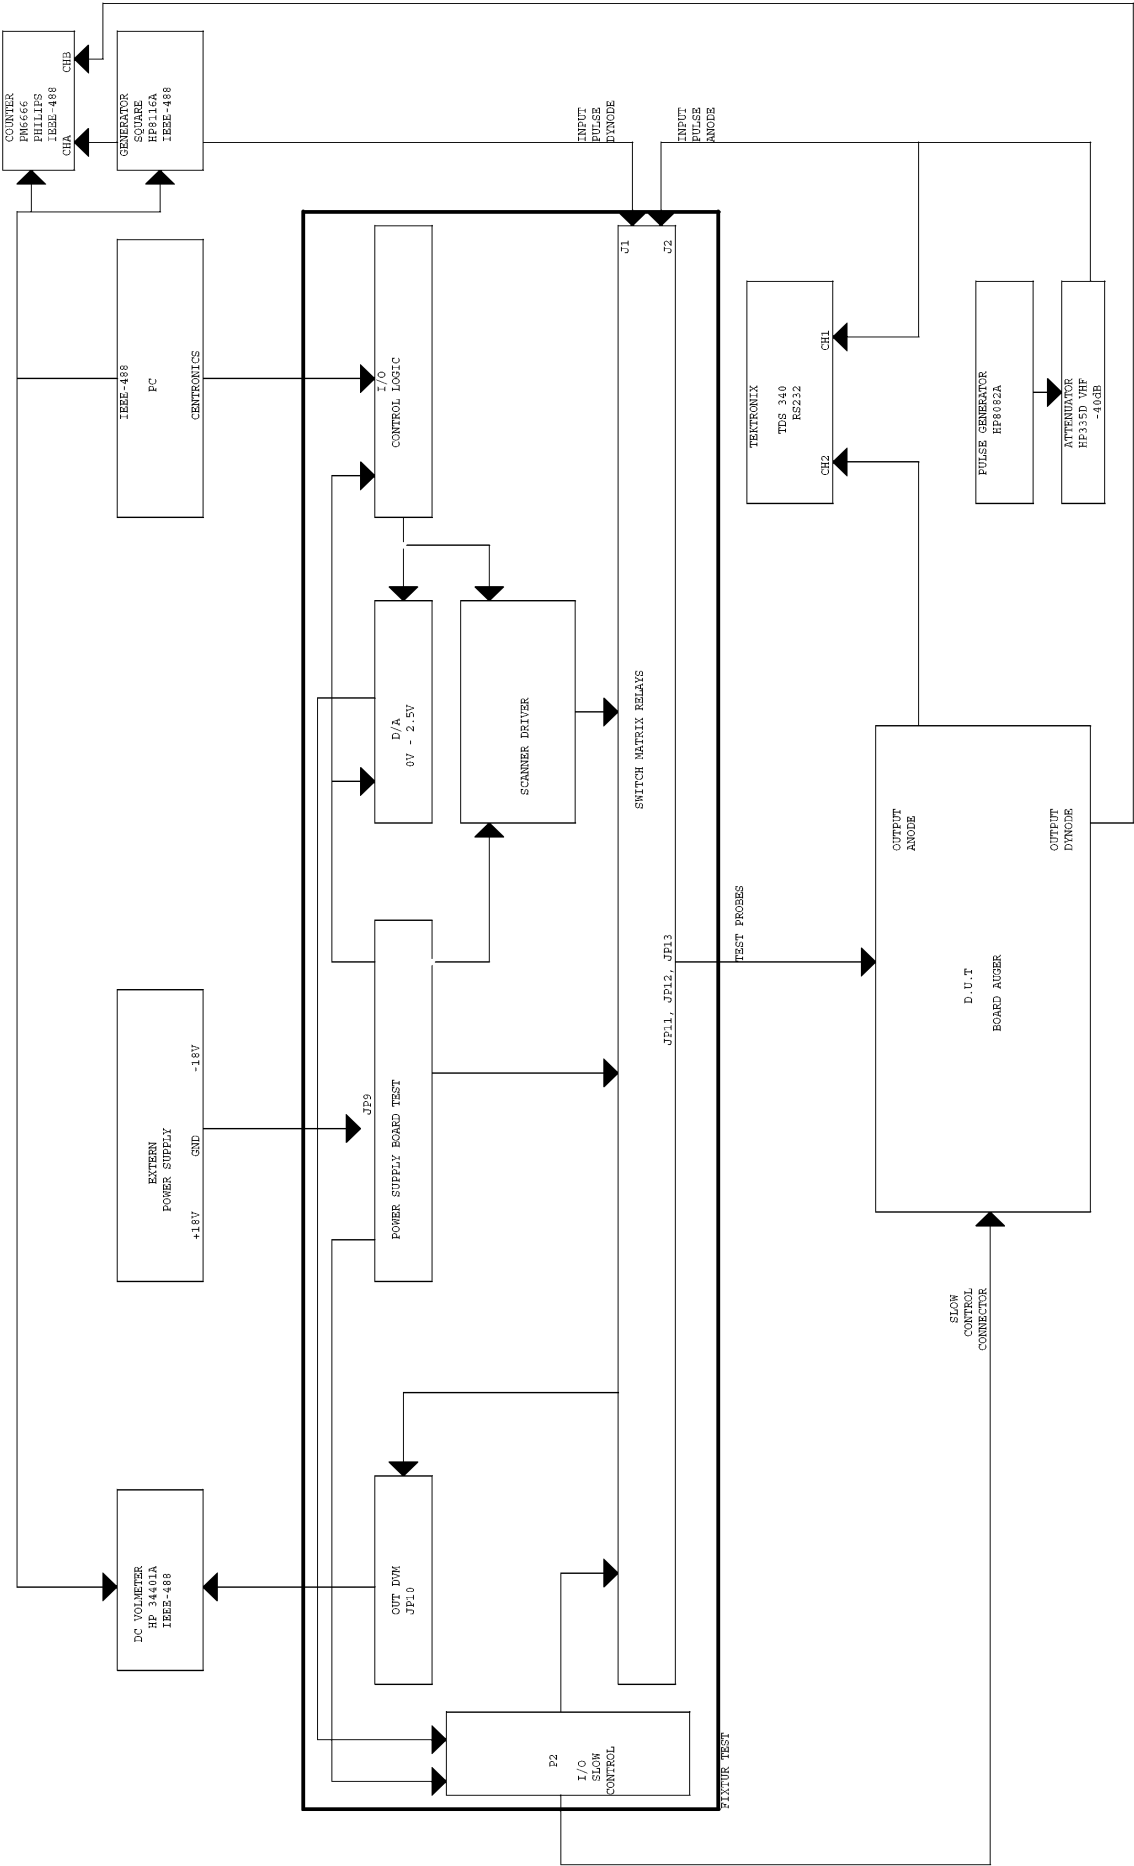 COUNTER
PM6666
PHILIPS
IEEE-488
CHA
CHB
GENERATOR
SQUARE
HP8116A
IEEE-488
INPUT
PULSE
DYNODE
INPUT
PULSE
ANODE
IEEE-488
PC
CENTRONICS
I/O
CONTROL LOGIC
J1
J2
TEKTRONIX
TDS 340
RS232
CH1
CH2
PULSE GENERATOR
HP8082A
ATTENUATOR
HP335D VHF
-40dB
D/A
0V - 2.5V
SCANNER DRIVER
SWITCH MATRIX RELAYS
JP11, JP12, JP13
TEST PROBES
OUTPUT
ANODE
OUTPUT
DYNODE
D.U.T
BOARD AUGER
EXTERN
POWER SUPPLY
+18V
GND
-18V
JP9
POWER SUPPLY BOARD TEST
SLOW
CONTROL
CONNECTOR
DC VOLMETER
HP 34401A
IEEE-488
OUT DVM
JP10
P2
I/O
SLOW
CONTROL
FIXTUR TEST